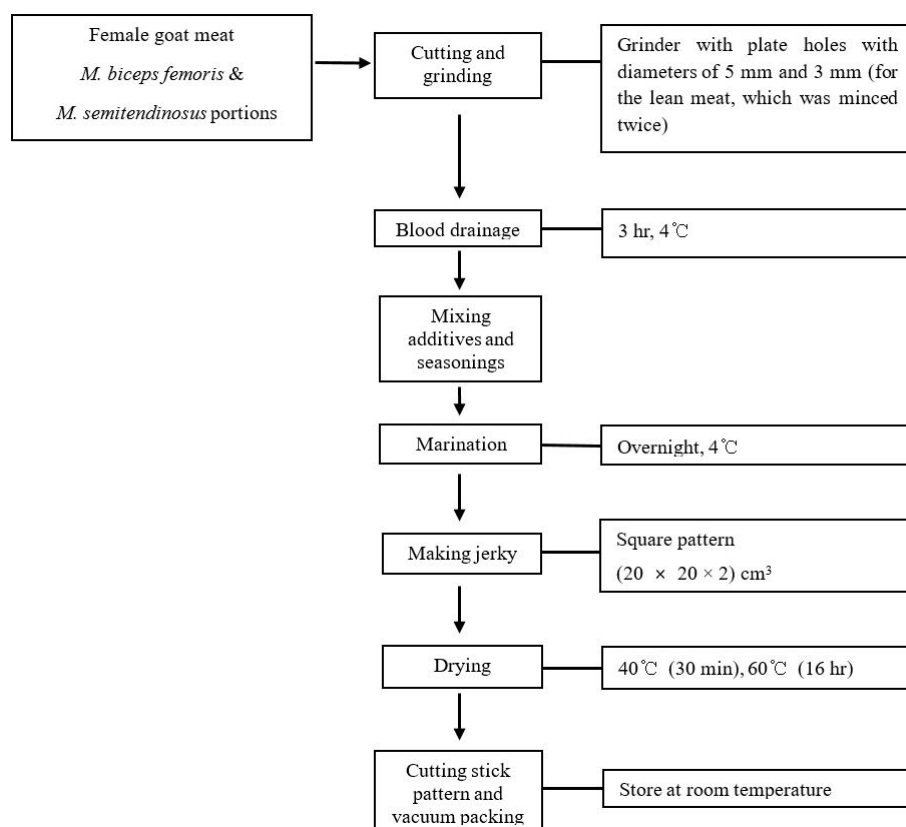 Female goat meat
M. biceps femoris &
M. semitendinosus portions
Cutting and
grinding
Grinder with plate holes with
diameters of 5 mm and 3 mm (for
the lean meat, which was minced
twice)
Blood drainage
3 hr, 4℃
Mixing
additives and
seasonings
Marination
Overnight, 4℃
Making jerky
Square pattern
(20 × 20 × 2) cm³
Drying
40℃ (30 min), 60℃ (16 hr)
Cutting stick
pattern and
vacuum packing
Store at room temperature